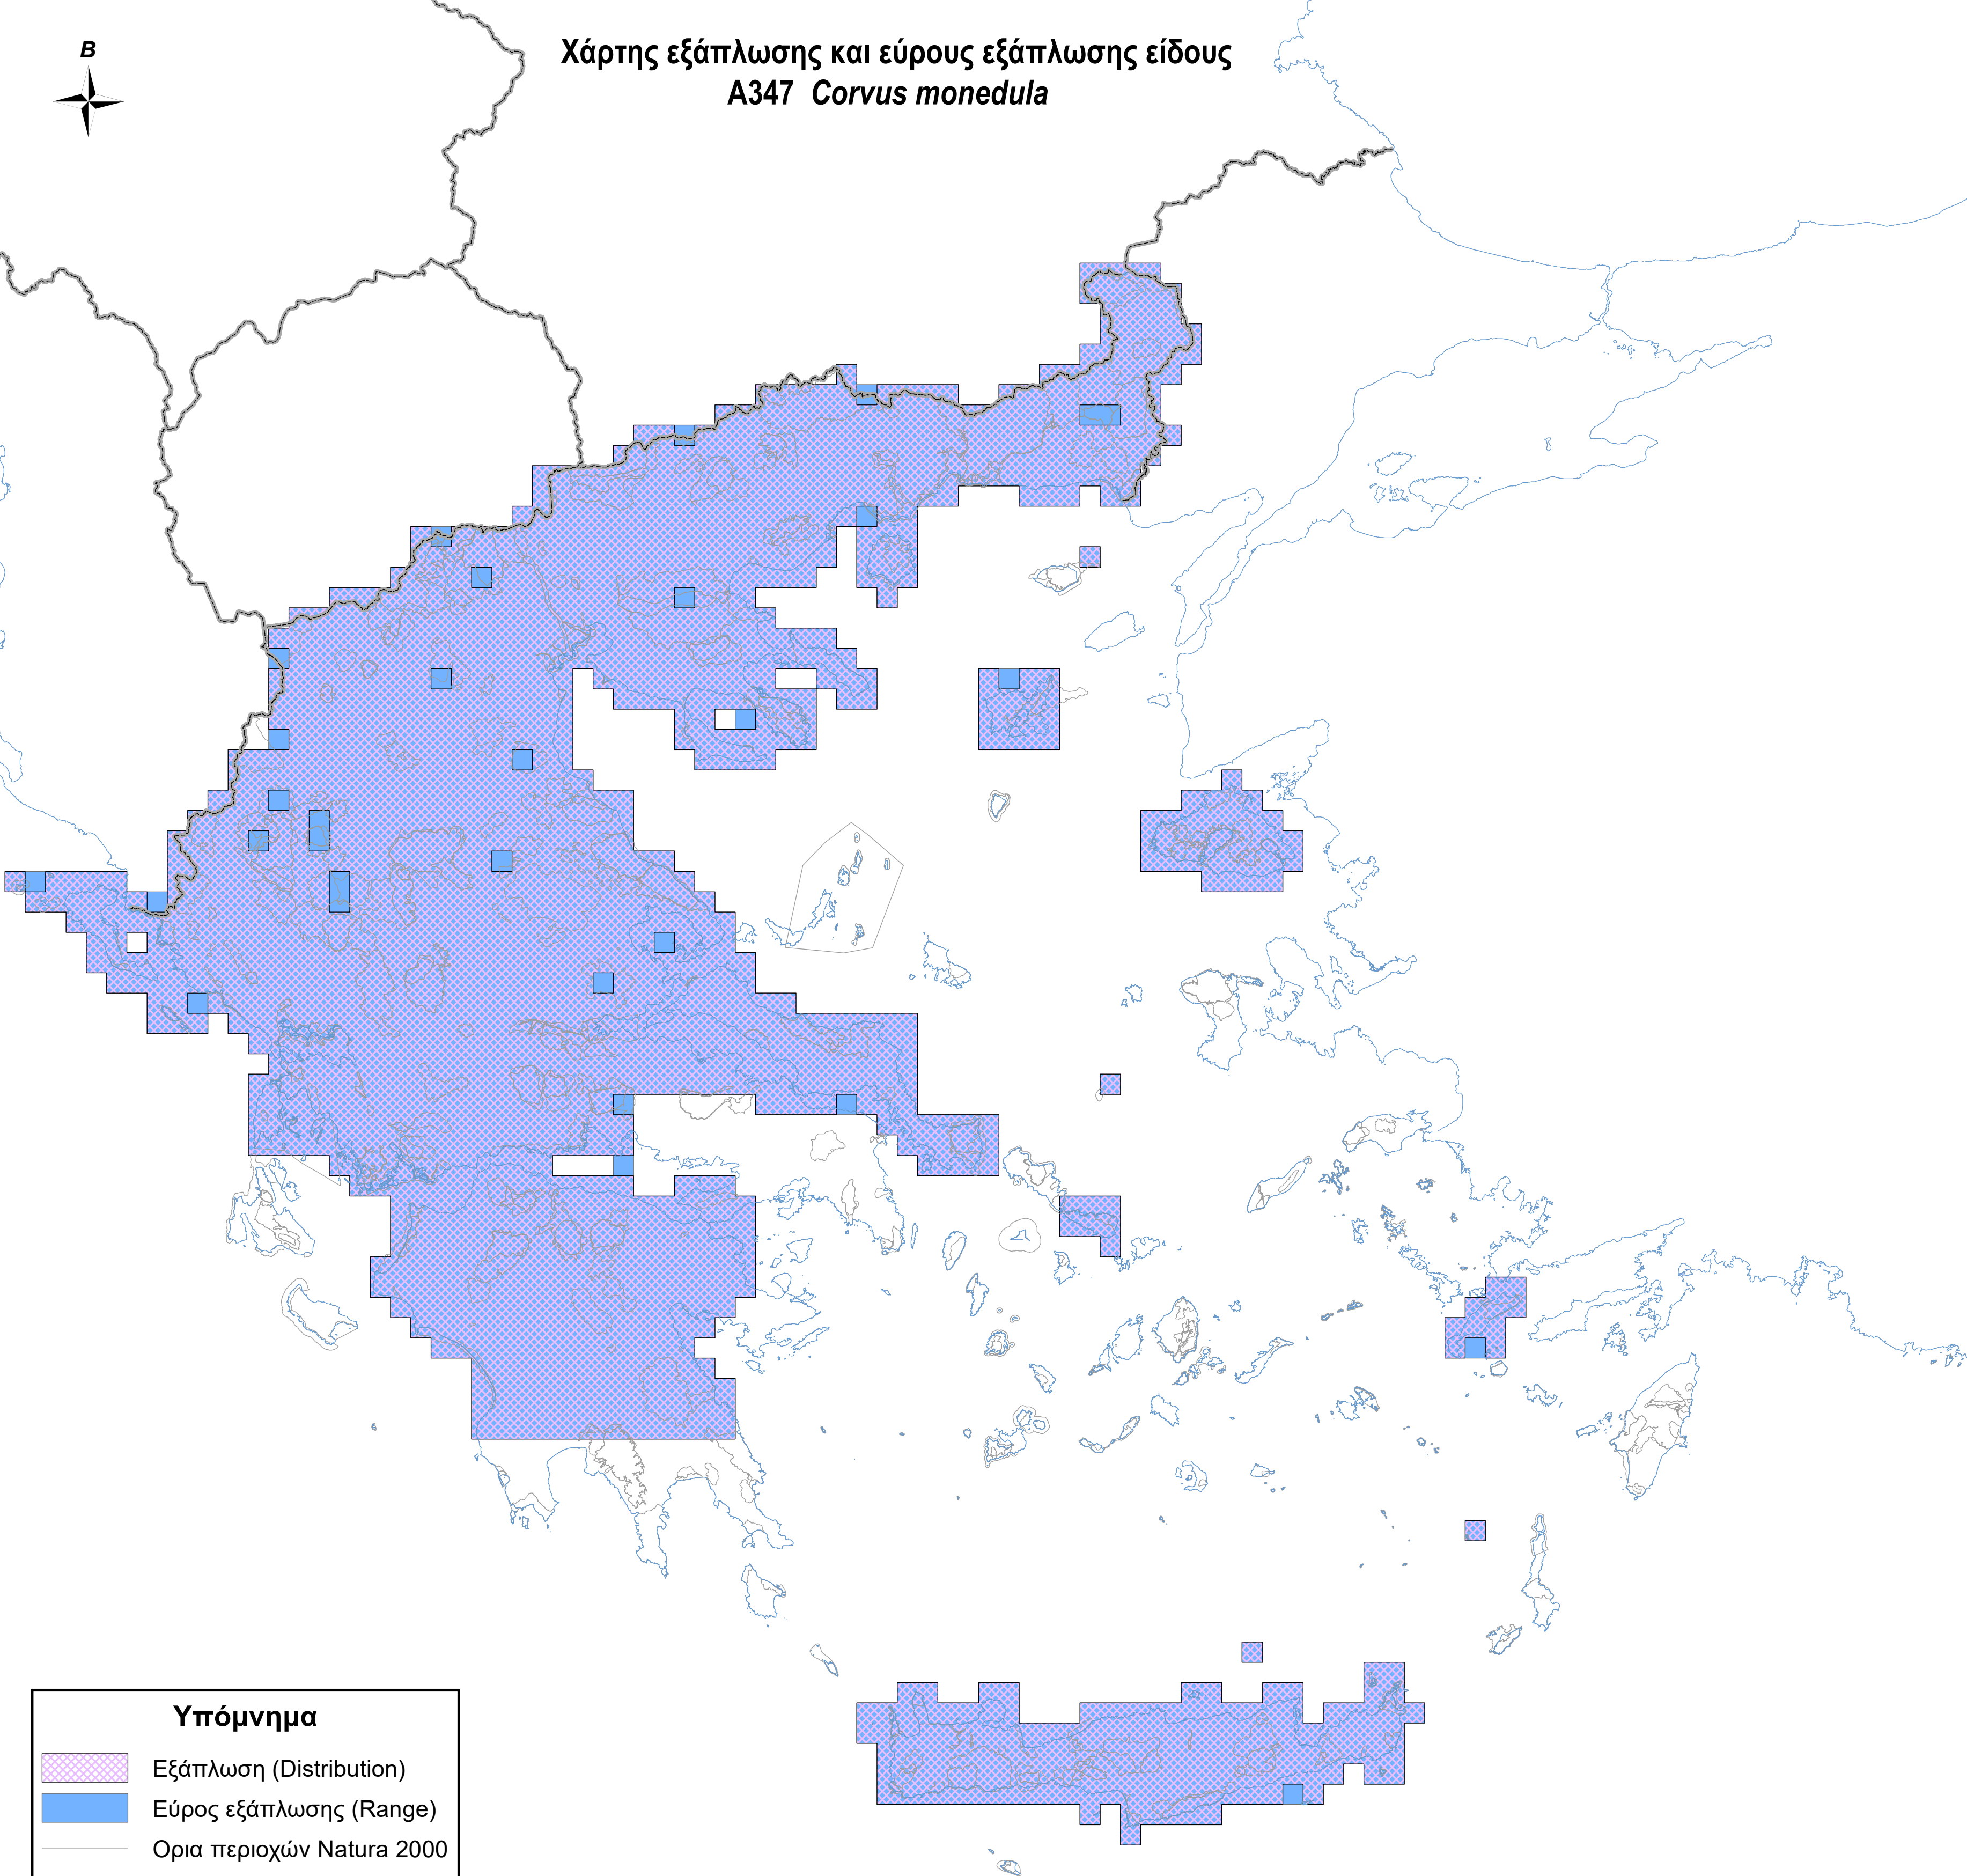 Χάρτης εξάπλωσης και εύρους εξάπλωσης είδους
A347 Corvus monedula
B
Υπόμνημα
Εξάπλωση (Distribution)
Εύρος εξάπλωσης (Range)
Ορια περιοχών Natura 2000